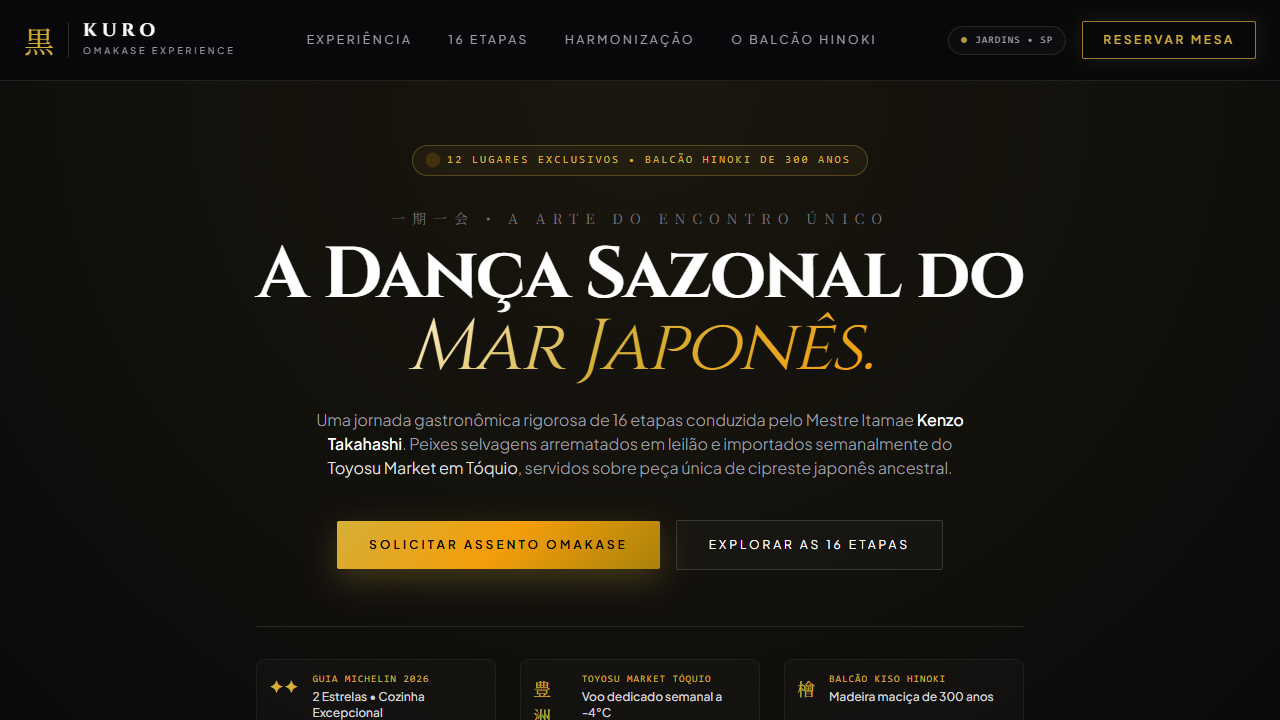 黒
KURO
OMAKASE EXPERIENCE
EXPERIÊNCIA
16 ETAPAS
HARMONIZAÇÃO
O BALCÃO HINOKI
JARDINS • SP
RESERVAR MESA
12 LUGARES EXCLUSIVOS • BALCÃO HINOKI DE 300 ANOS
一期一会 • A ARTE DO ENCONTRO ÚNICO
A DANÇA SAZONAL DO
MAR JAPONÊS.
Uma jornada gastronômica rigorosa de 16 etapas conduzida pelo Mestre Itamae Kenzo
Takahashi. Peixes selvagens arrematados em leilão e importados semanalmente do
Toyosu Market em Tóquio, servidos sobre peça única de cipreste japonês ancestral.
SOLICITAR ASSENTO OMAKASE
EXPLORAR AS 16 ETAPAS
✦✦
GUIA MICHELIN 2026
2 Estrelas • Cozinha
Excepcional
豊
洲
TOYOSU MARKET TÓQUIO
Voo dedicado semanal a
-4°C
檜
BALCÃO KISO HINOKI
Madeira maciça de 300 anos